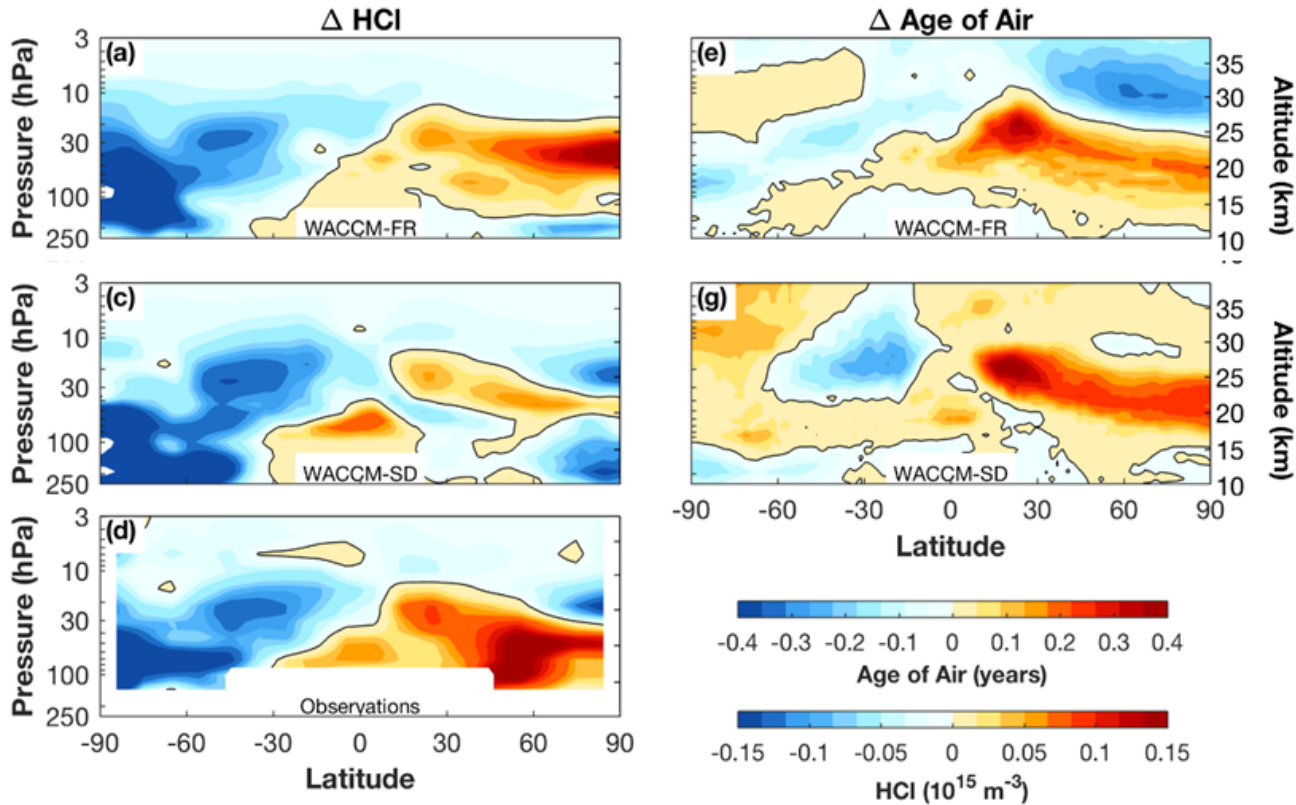 Δ HCl
Δ Age of Air
(a)
3
10
30
100
250
Pressure (hPa)
WACCM-FR
(e)
35
30
25
20
15
10
Altitude (km)
WACCM-FR
(c)
3
10
30
100
250
Pressure (hPa)
WACCM-SD
(g)
35
30
25
20
15
10
Altitude (km)
WACCM-SD
-90 -60 -30 0 30 60 90
Latitude
(d)
3
10
30
100
250
Pressure (hPa)
Observations
-90 -60 -30 0 30 60 90
Latitude
-0.4 -0.3 -0.2 -0.1 0 0.1 0.2 0.3 0.4
Age of Air (years)
-0.15 -0.1 -0.05 0 0.05 0.1 0.15
HCl (10¹⁵ m⁻³)